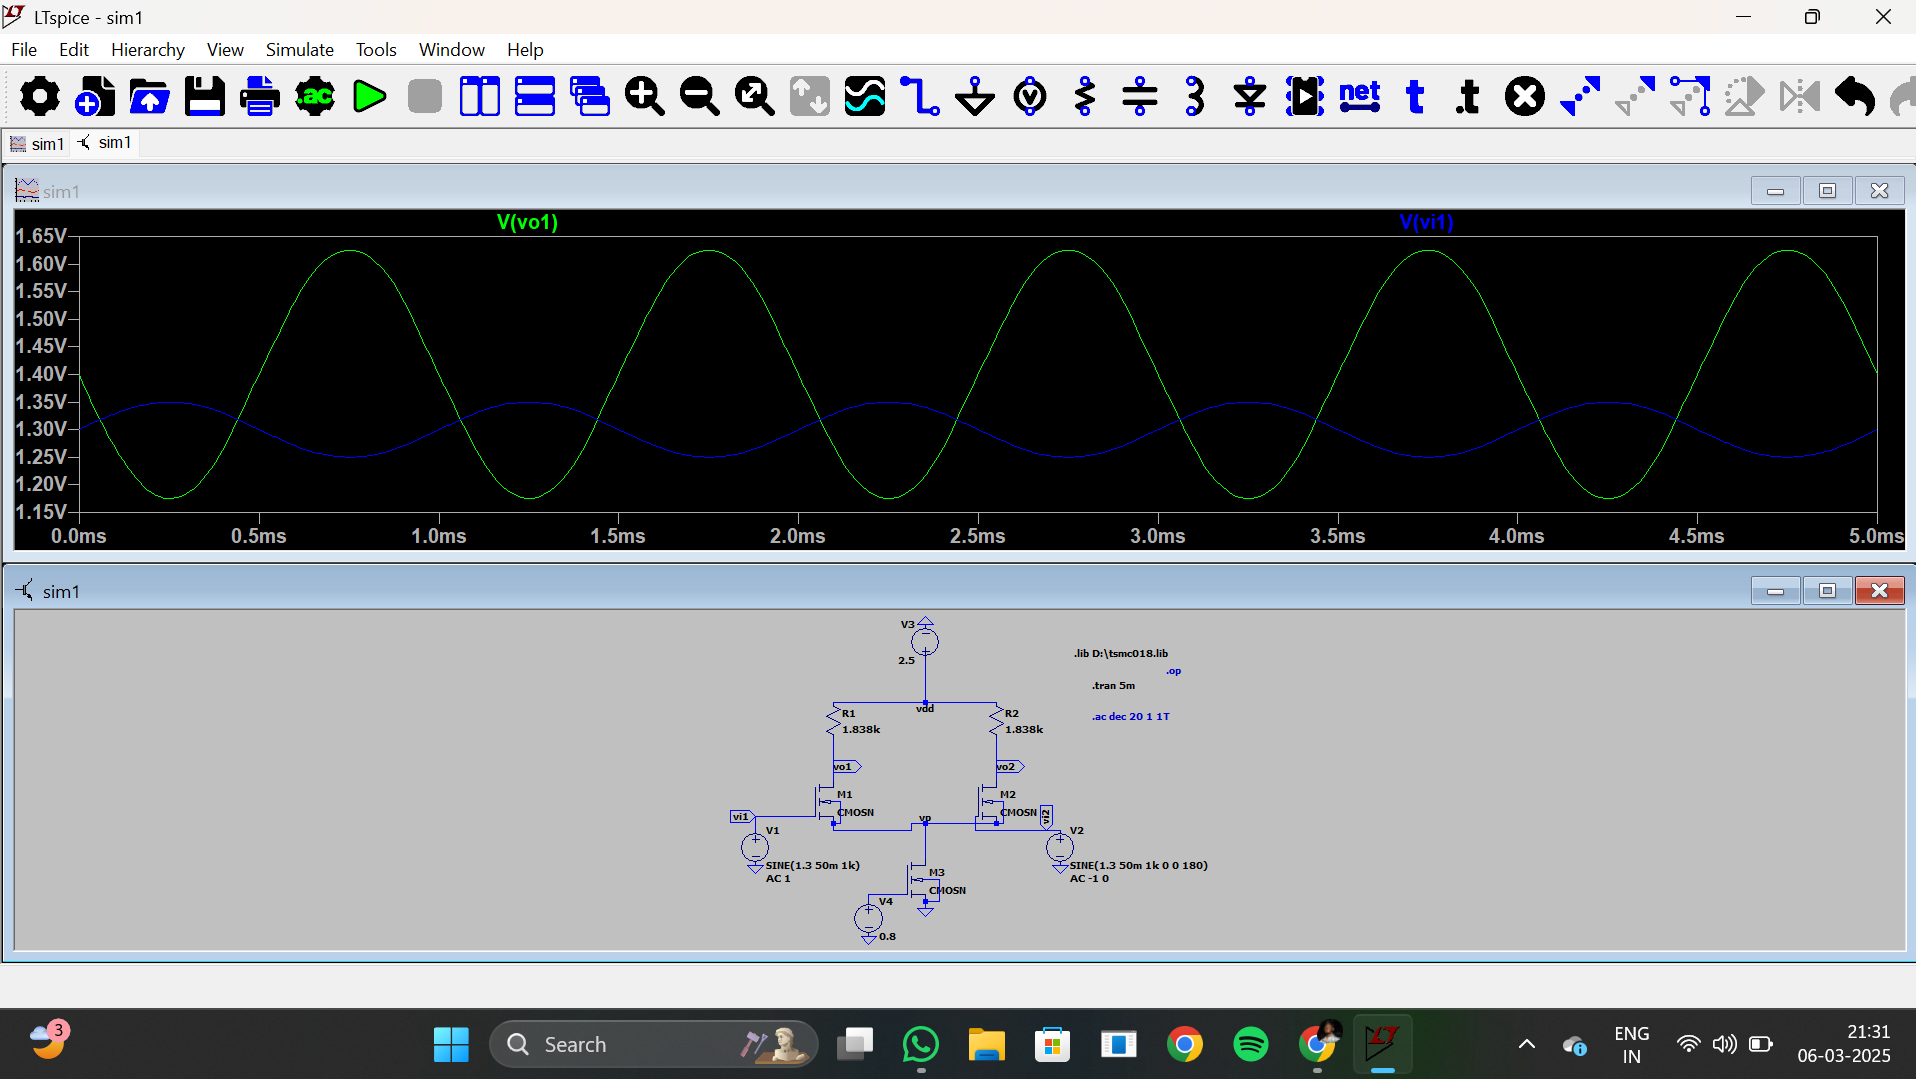 LTspice - sim1
File Edit Hierarchy View Simulate Tools Window Help
.ac net t .t
sim1 sim1
sim1
V(vo1) V(vi1)
1.65V
1.60V
1.55V
1.50V
1.45V
1.40V
1.35V
1.30V
1.25V
1.20V
1.15V
0.0ms 0.5ms 1.0ms 1.5ms 2.0ms 2.5ms 3.0ms 3.5ms 4.0ms 4.5ms 5.0ms
sim1
V3
2.5
.lib D:\tsmc018.lib
.op
.tran 5m
.ac dec 20 1 1T
vdd
R1
1.838k
R2
1.838k
vo1
vo2
M1
CMOSN
M2
CMOSN
vi1
vp
vi2
V1
SINE(1.3 50m 1k)
AC 1
V2
SINE(1.3 50m 1k 0 0 180)
AC -1 0
M3
CMOSN
V4
0.8
3
Search
ENG
IN
21:31
06-03-2025